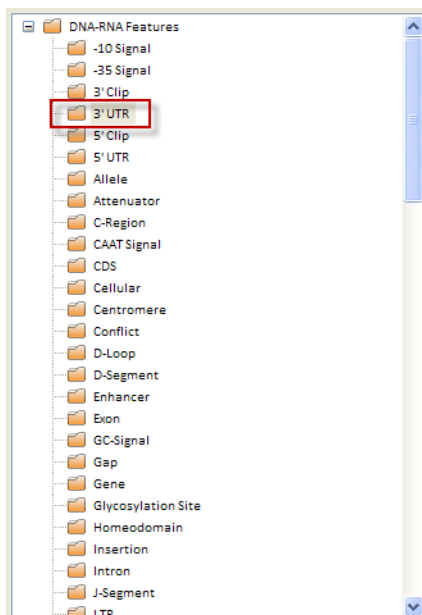 DNA-RNA Features
-10 Signal
-35 Signal
3' Clip
3' UTR
5' Clip
5' UTR
Allele
Attenuator
C-Region
CAAT Signal
CDS
Cellular
Centromere
Conflict
D-Loop
D-Segment
Enhancer
Exon
GC-Signal
Gap
Gene
Glycosylation Site
Homeodomain
Insertion
Intron
J-Segment
LTR